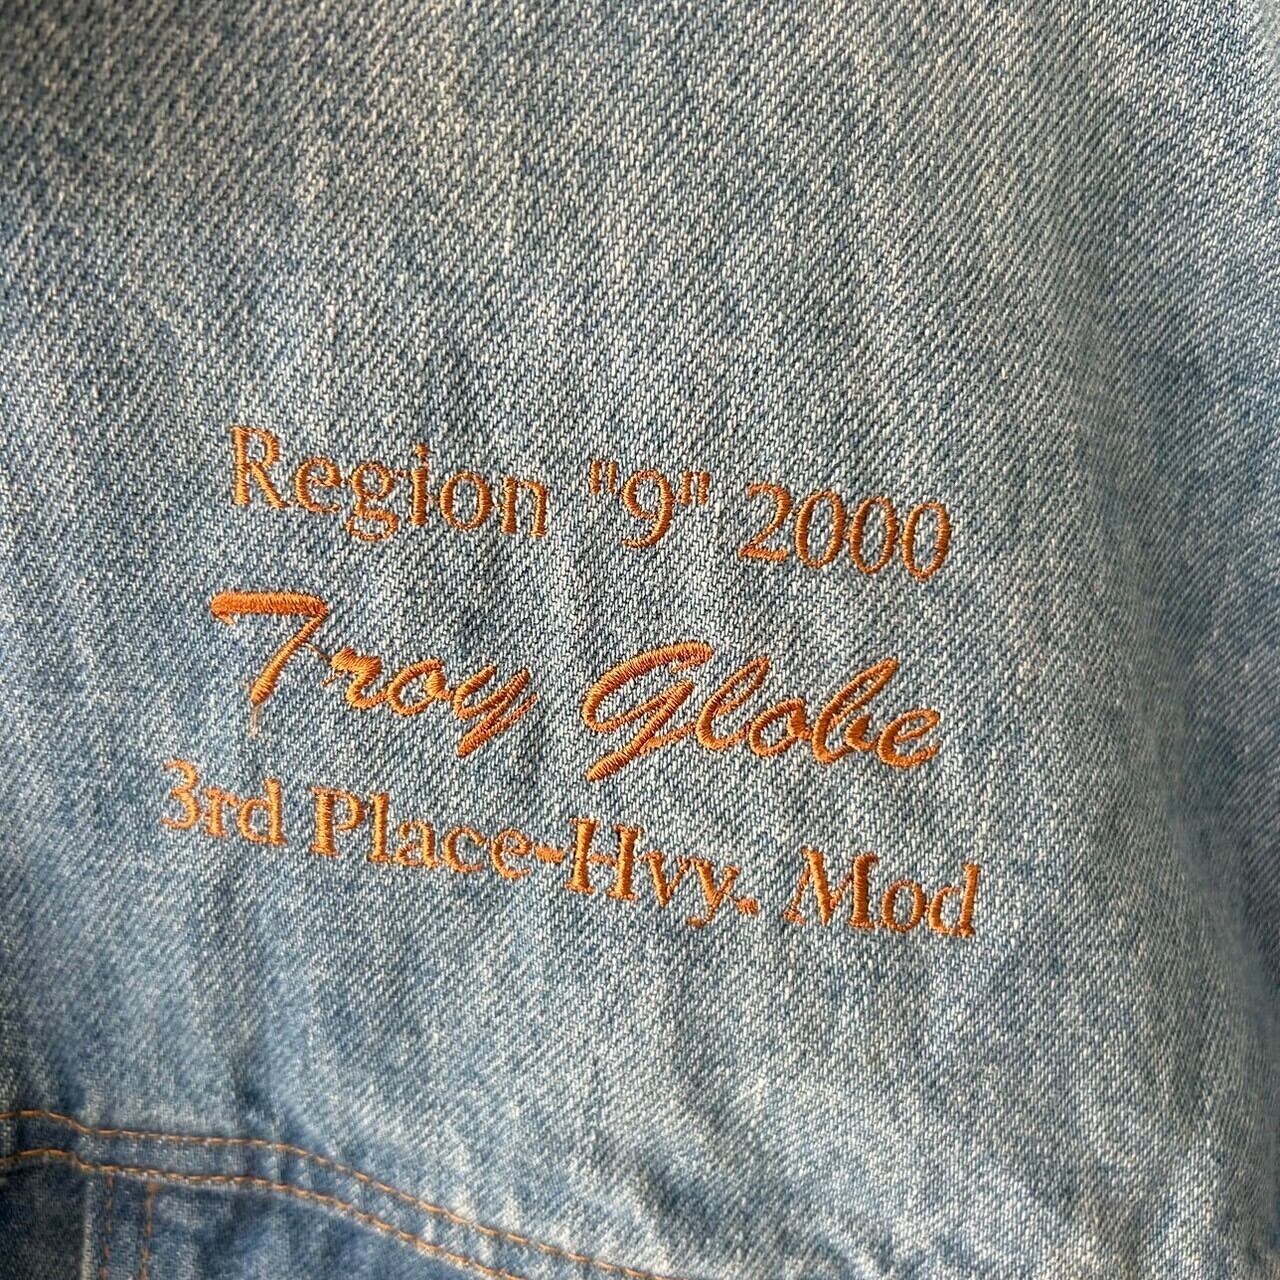 Region "9" 2000
Troy Globe
3rd Place-Hvy. Mod